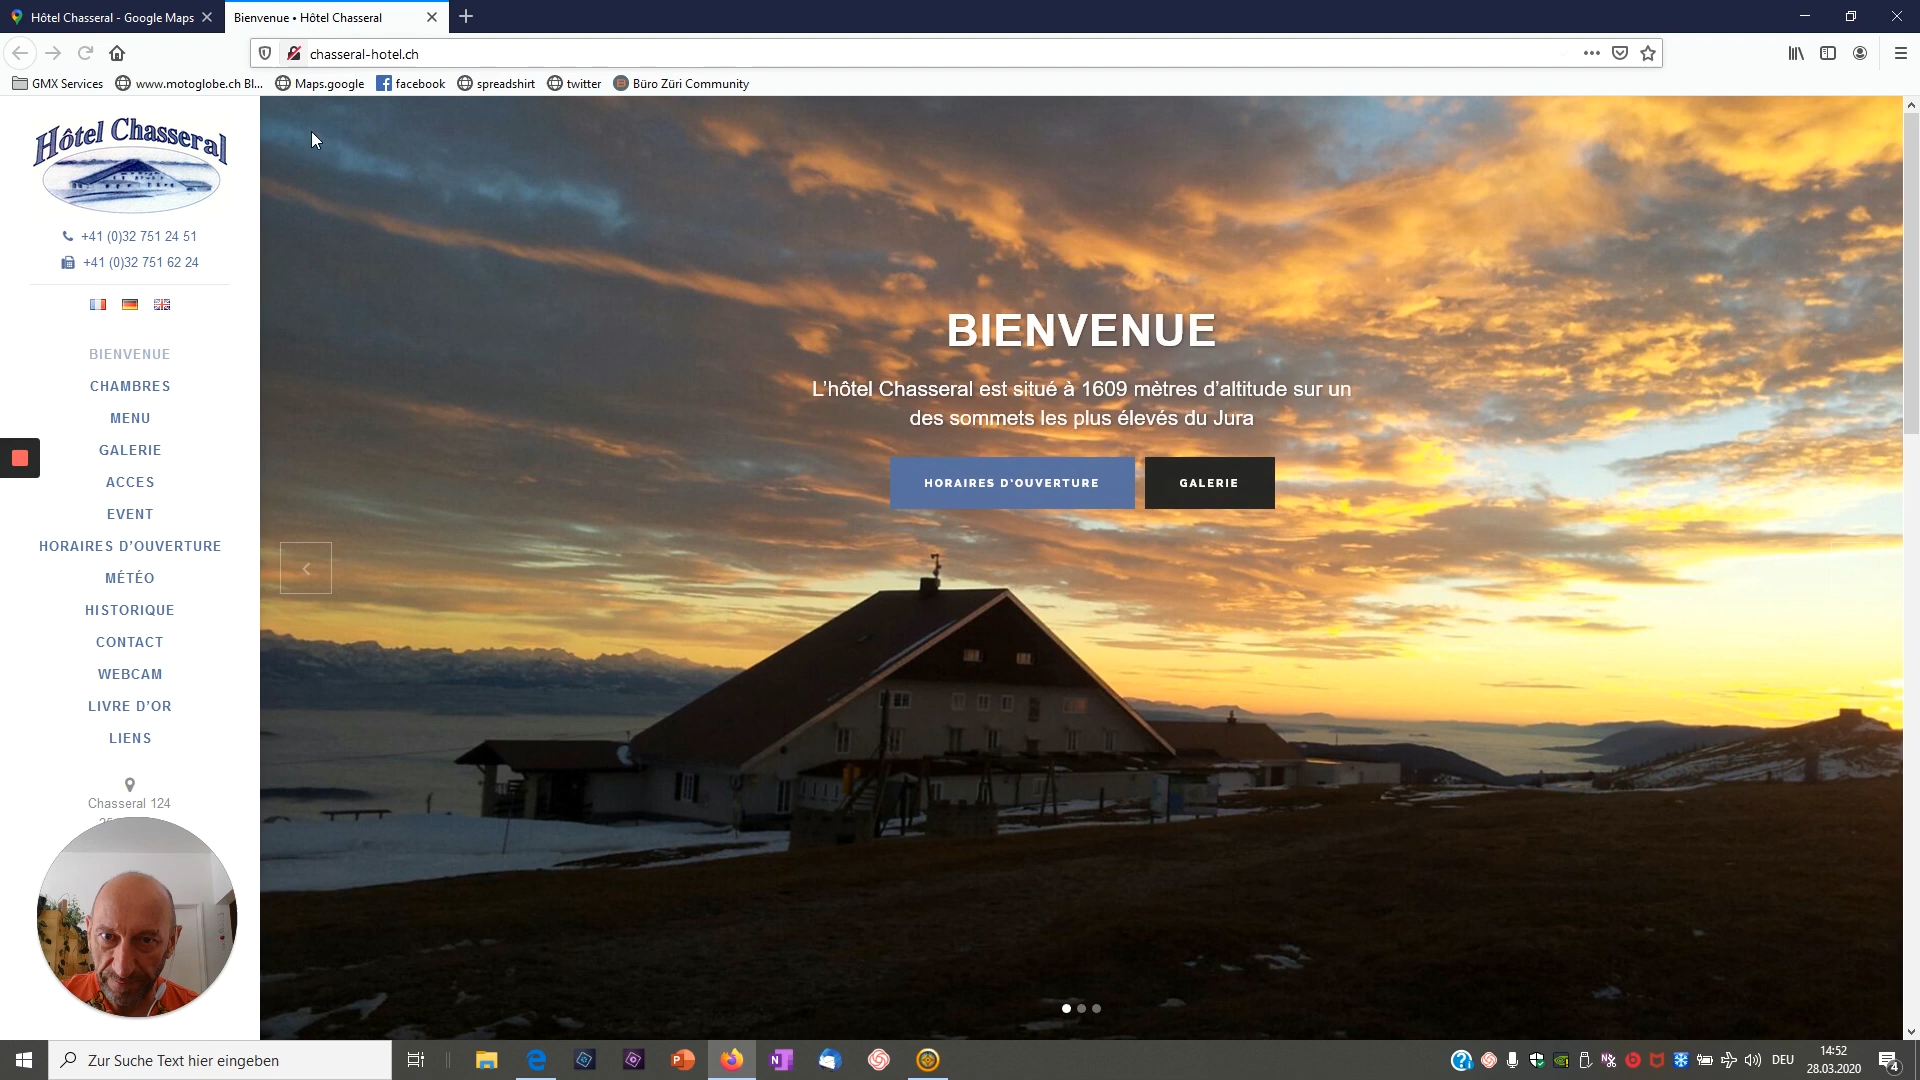 Hôtel Chasseral - Google Maps
Bienvenue • Hôtel Chasseral
chasseral-hotel.ch
GMX Services
www.motoglobe.ch Bl...
Maps.google
facebook
spreadshirt
twitter
Büro Züri Community
Hôtel Chasseral
+41 (0)32 751 24 51
+41 (0)32 751 62 24
BIENVENUE
CHAMBRES
MENU
GALERIE
ACCES
EVENT
HORAIRES D’OUVERTURE
MÉTÉO
HISTORIQUE
CONTACT
WEBCAM
LIVRE D’OR
LIENS
Chasseral 124
BIENVENUE
L’hôtel Chasseral est situé à 1609 mètres d’altitude sur un
des sommets les plus élevés du Jura
HORAIRES D’OUVERTURE
GALERIE
Zur Suche Text hier eingeben
DEU
14:52
28.03.2020
4